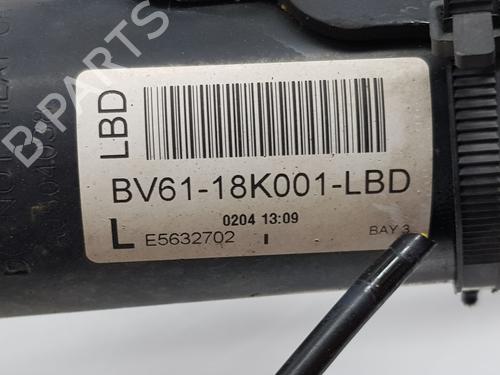 LBD
BV61-18K001-LBD
0204 13:09
L E5632702 I
BAY 3
B-PARTS